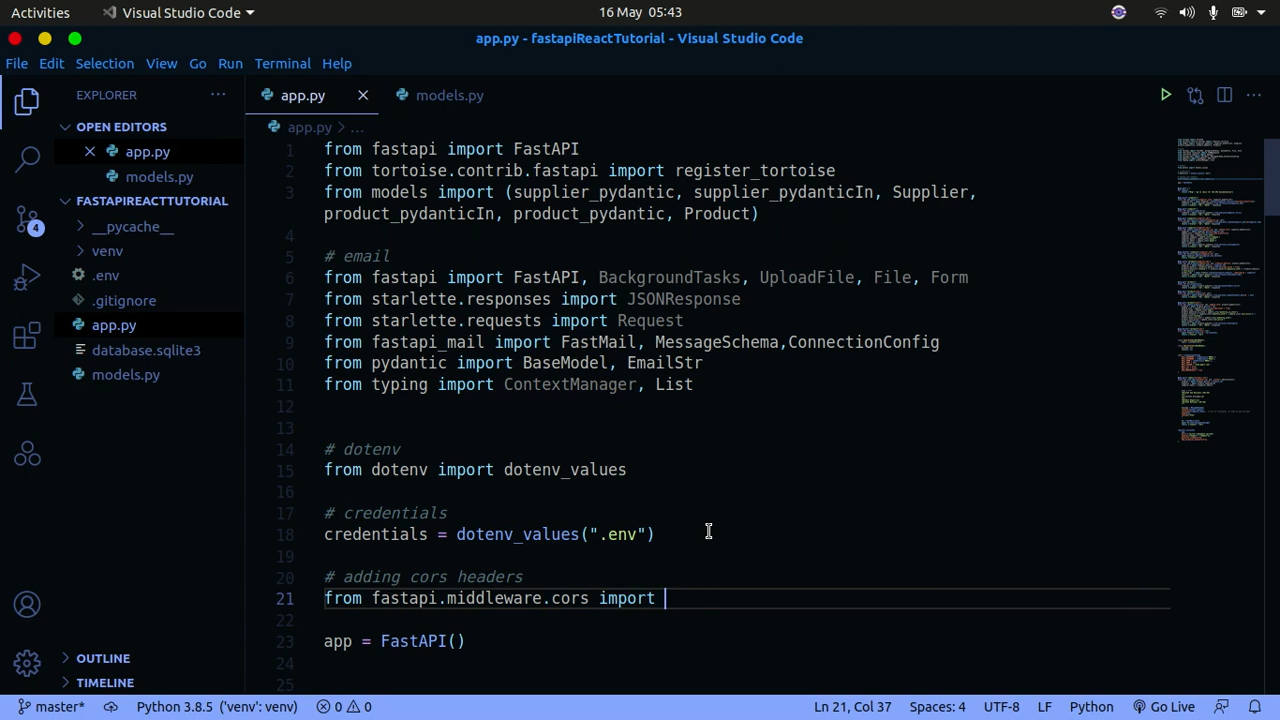 Activities
Visual Studio Code
16 May 05:43
app.py - fastapiReactTutorial - Visual Studio Code
File Edit Selection View Go Run Terminal Help
EXPLORER
OPEN EDITORS
app.py
models.py
FASTAPIREACTTUTORIAL
__pycache__
venv
.env
.gitignore
app.py
database.sqlite3
models.py
OUTLINE
TIMELINE
app.py
models.py
app.py > ...
1 from fastapi import FastAPI
2 from tortoise.contrib.fastapi import register_tortoise
3 from models import (supplier_pydantic, supplier_pydanticIn, Supplier,
product_pydanticIn, product_pydantic, Product)
4
5 # email
6 from fastapi import FastAPI, BackgroundTasks, UploadFile, File, Form
7 from starlette.responses import JSONResponse
8 from starlette.requests import Request
9 from fastapi_mail import FastMail, MessageSchema,ConnectionConfig
10 from pydantic import BaseModel, EmailStr
11 from typing import ContextManager, List
12
13
14 # dotenv
15 from dotenv import dotenv_values
16
17 # credentials
18 credentials = dotenv_values(".env")
19
20 # adding cors headers
21 from fastapi.middleware.cors import
22
23 app = FastAPI()
24
25
4
master*
Python 3.8.5 ('venv': venv)
0
0
Ln 21, Col 37
Spaces: 4
UTF-8
LF
Python
Go Live